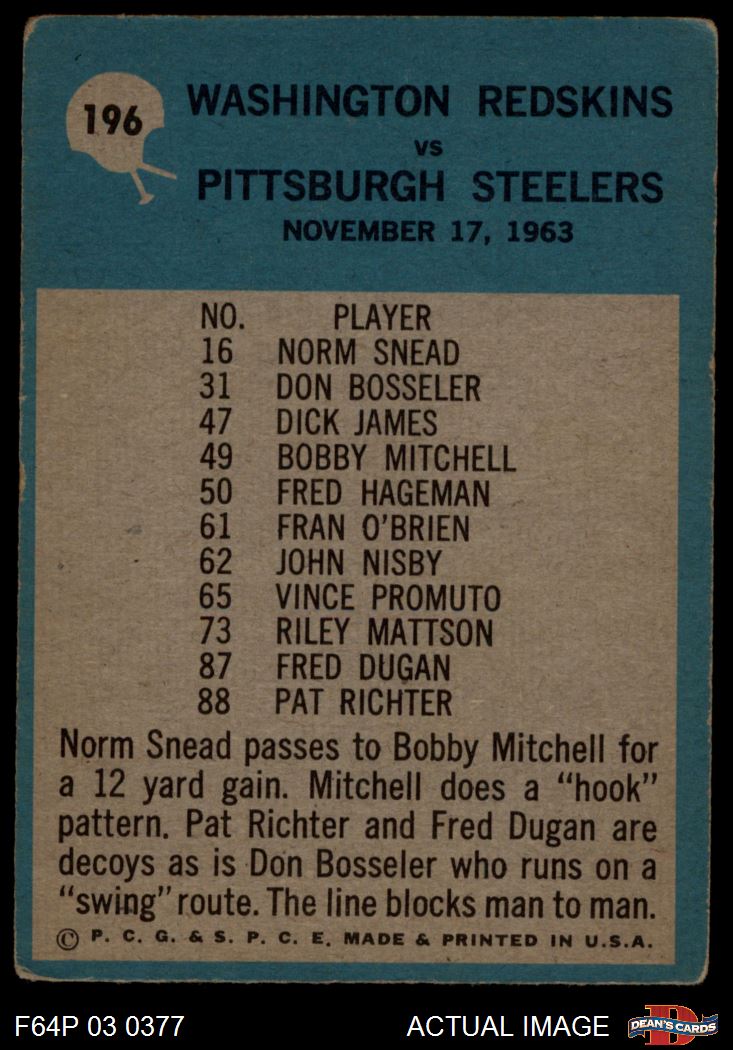 196
WASHINGTON REDSKINS
VS
PITTSBURGH STEELERS
NOVEMBER 17, 1963
NO. PLAYER
16 NORM SNEAD
31 DON BOSSELER
47 DICK JAMES
49 BOBBY MITCHELL
50 FRED HAGEMAN
61 FRAN O'BRIEN
62 JOHN NISBY
65 VINCE PROMUTO
73 RILEY MATTSON
87 FRED DUGAN
88 PAT RICHTER
Norm Snead passes to Bobby Mitchell for
a 12 yard gain. Mitchell does a "hook"
pattern. Pat Richter and Fred Dugan are
decoys as is Don Bosseler who runs on a
"swing" route. The line blocks man to man.
© P. C. G. & S. P. C. E. MADE & PRINTED IN U.S.A.
F64P 03 0377 ACTUAL IMAGE D DEAN'S CARDS